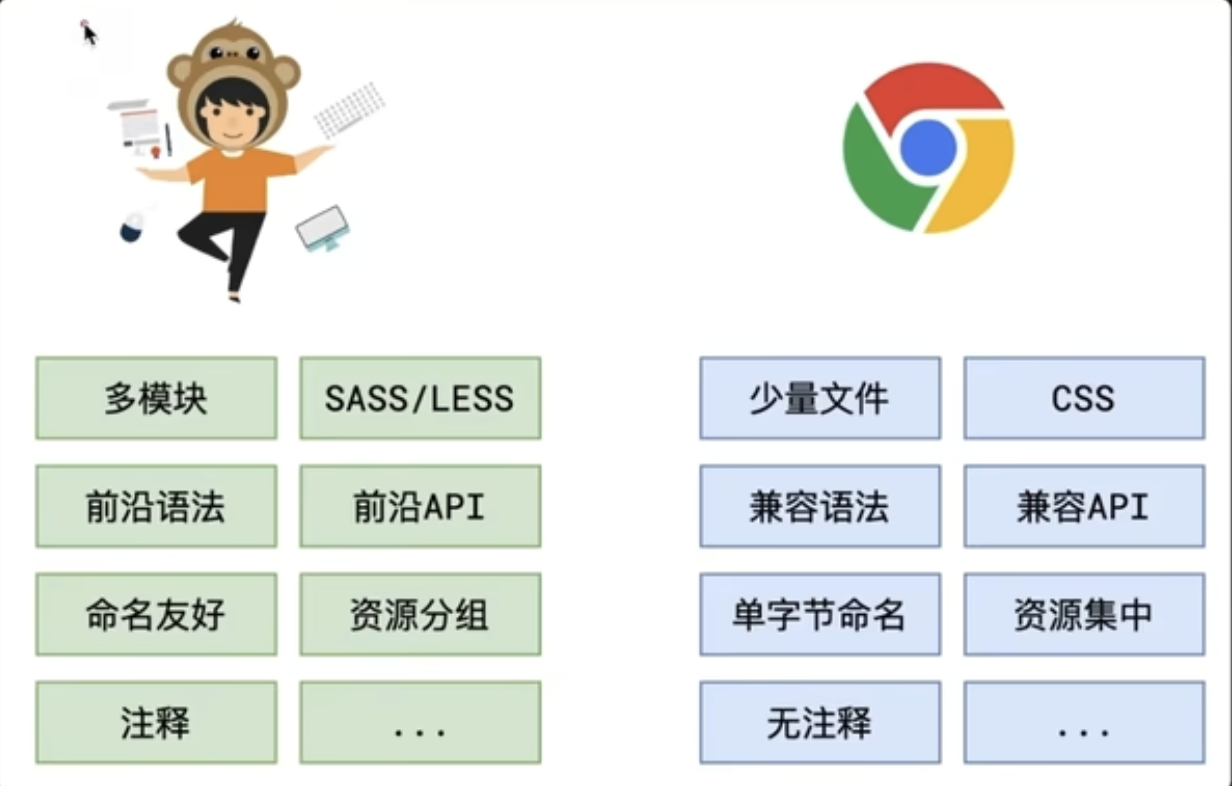 多模块
SASS/LESS
少量文件
CSS
前沿语法
前沿API
兼容语法
兼容API
命名友好
资源分组
单字节命名
资源集中
注释
...
无注释
...